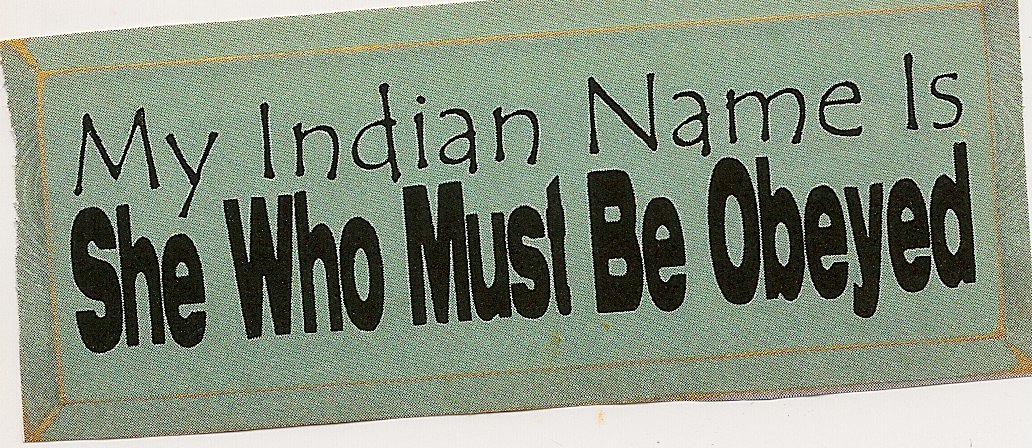 My Indian Name Is
She Who Must Be Obeyed